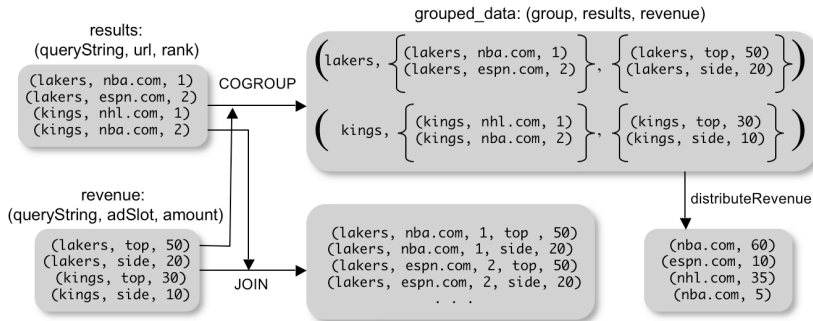 results:
(queryString, url, rank)
(lakers, nba.com, 1)
(lakers, espn.com, 2)
(kings, nhl.com, 1)
(kings, nba.com, 2)
COGROUP
grouped_data: (group, results, revenue)
(lakers, {(lakers, nba.com, 1)}, {(lakers, top, 50)})
(lakers, espn.com, 2) (lakers, side, 20)
(kings, {(kings, nhl.com, 1)}, {(kings, top, 30)})
(kings, nba.com, 2) (kings, side, 10)
revenue:
(queryString, adSlot, amount)
(lakers, top, 50)
(lakers, side, 20)
(kings, top, 30)
(kings, side, 10)
JOIN
(lakers, nba.com, 1, top , 50)
(lakers, nba.com, 1, side, 20)
(lakers, espn.com, 2, top, 50)
(lakers, espn.com, 2, side, 20)
. . .
distributeRevenue
(nba.com, 60)
(espn.com, 10)
(nhl.com, 35)
(nba.com, 5)